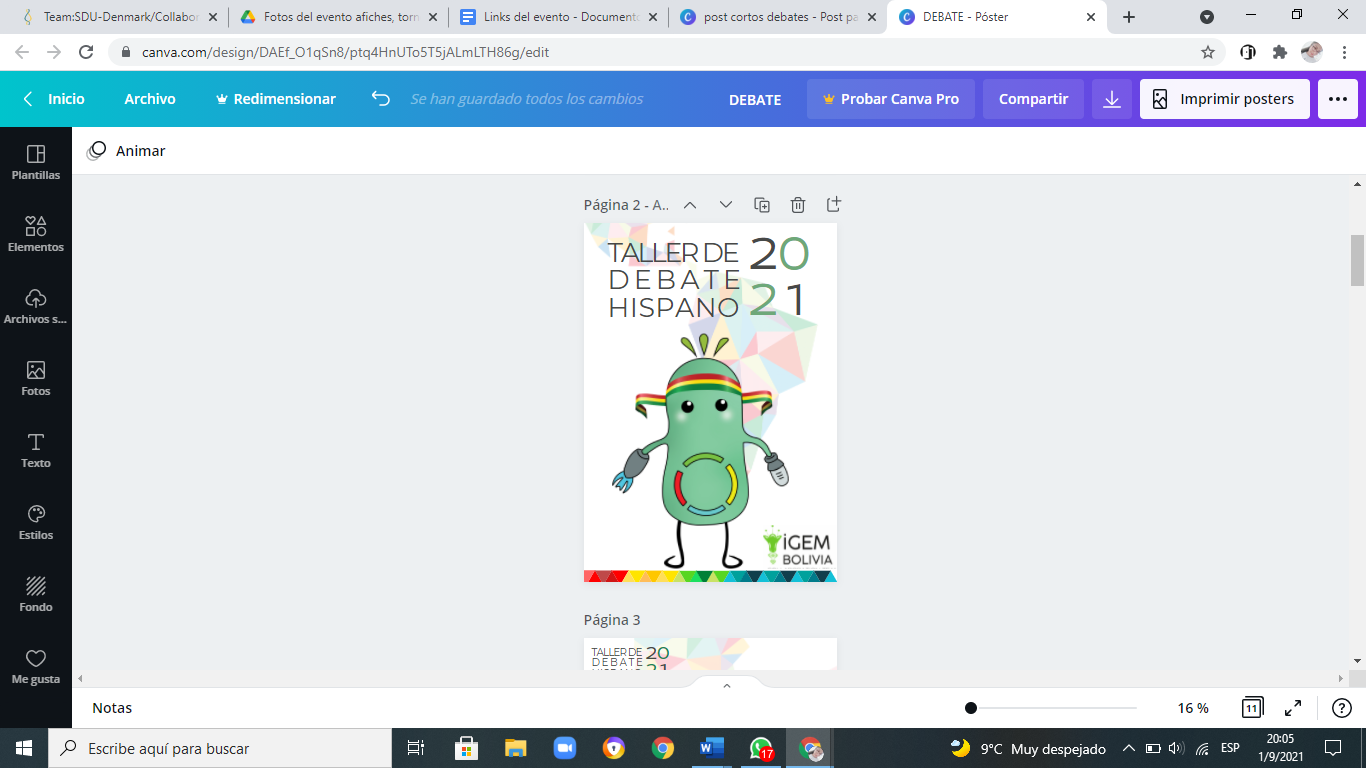 Team:SDU-Denmark/Collabor
Fotos del evento afiches, torn
Links del evento - Documento
post cortos debates - Post pa
DEBATE - Póster
canva.com/design/DAEf_O1qSn8/ptq4HnUTo5T5jALmLTH86g/edit
Inicio
Archivo
Redimensionar
Se han guardado todos los cambios
DEBATE
Probar Canva Pro
Compartir
Imprimir posters
Animar
Plantillas
Elementos
Archivos s...
Fotos
Texto
Estilos
Fondo
Me gusta
Página 2 - A..
TALLER DE
DEBATE
HISPANO
20
21
iGEM
BOLIVIA
Página 3
TALLER DE
DEBATE
HISPANO
20
21
Notas
16 %
11
Escribe aquí para buscar
17
9°C Muy despejado
ESP
20:05
1/9/2021